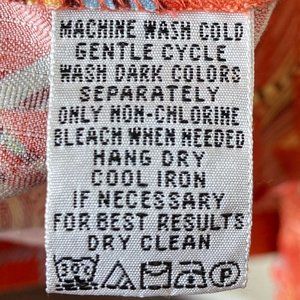 MACHINE WASH COLD
GENTLE CYCLE
WASH DARK COLORS
SEPARATELY
ONLY NON-CHLORINE
BLEACH WHEN NEEDED
HANG DRY
COOL IRON
IF NECESSARY
FOR BEST RESULTS
DRY CLEAN
30° P